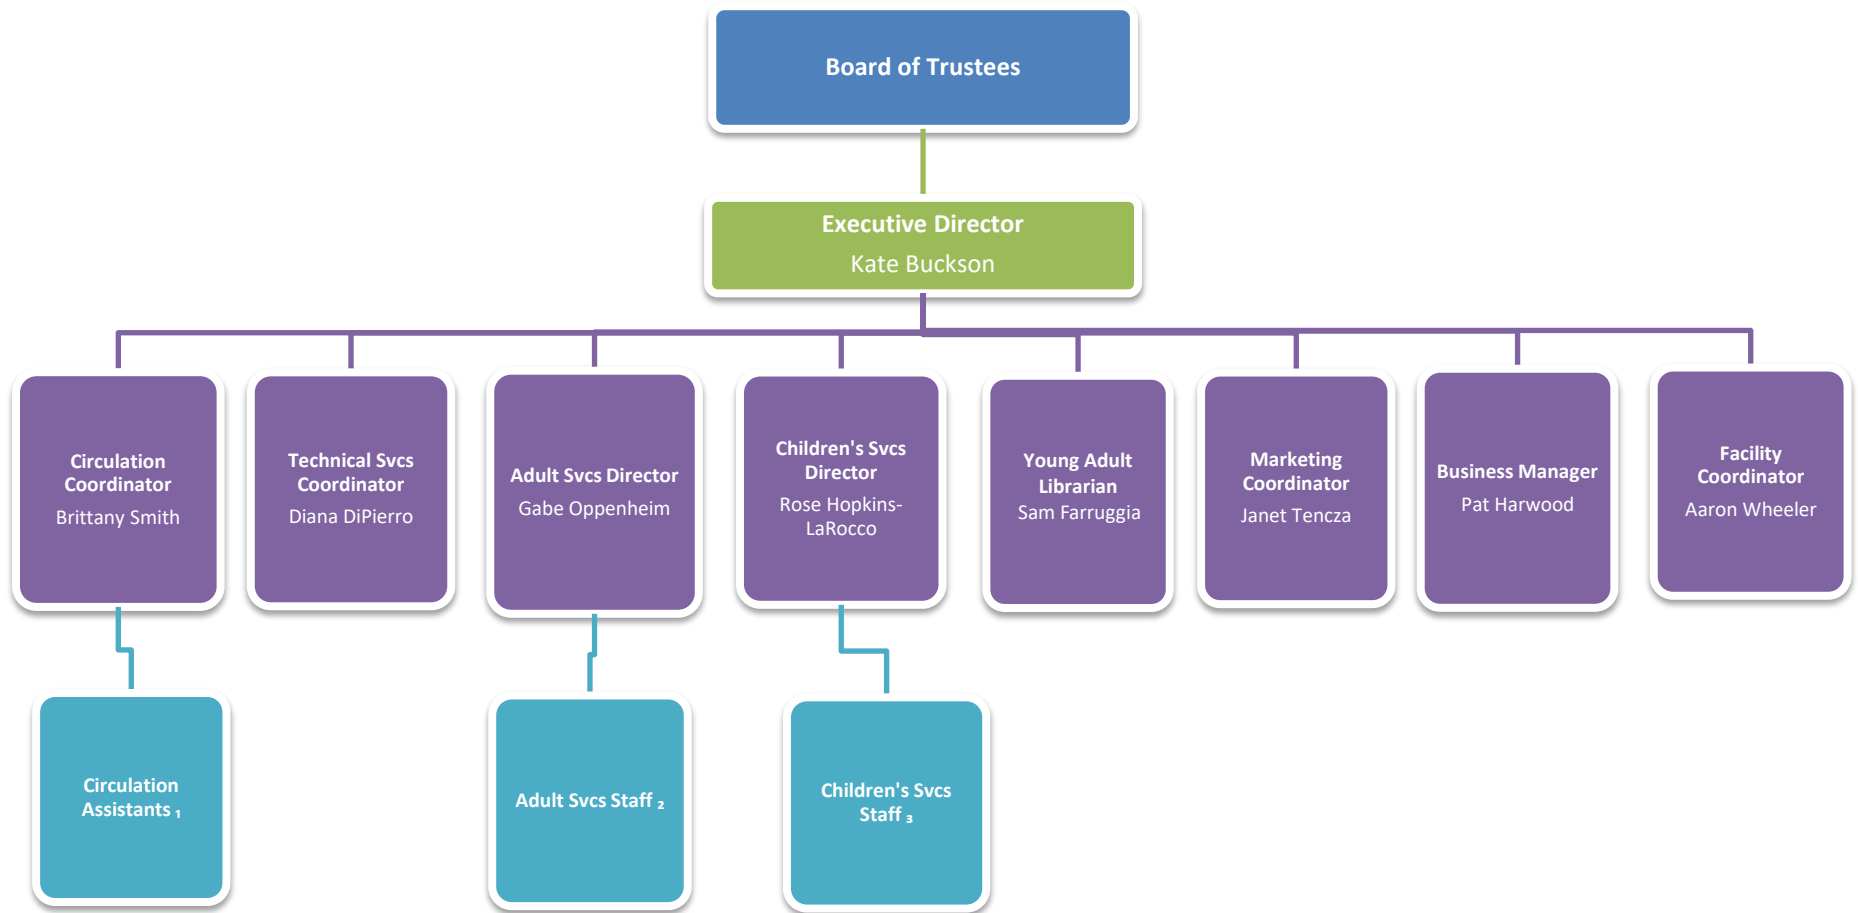 Board of Trustees
Executive Director
Kate Buckson
Circulation
Coordinator
Brittany Smith
Technical Svcs
Coordinator
Diana DiPierro
Adult Svcs Director
Gabe Oppenheim
Children's Svcs
Director
Rose Hopkins-
LaRocco
Young Adult
Librarian
Sam Farruggia
Marketing
Coordinator
Janet Tencza
Business Manager
Pat Harwood
Facility
Coordinator
Aaron Wheeler
Circulation
Assistants ₁
Adult Svcs Staff ₂
Children's Svcs
Staff ₃